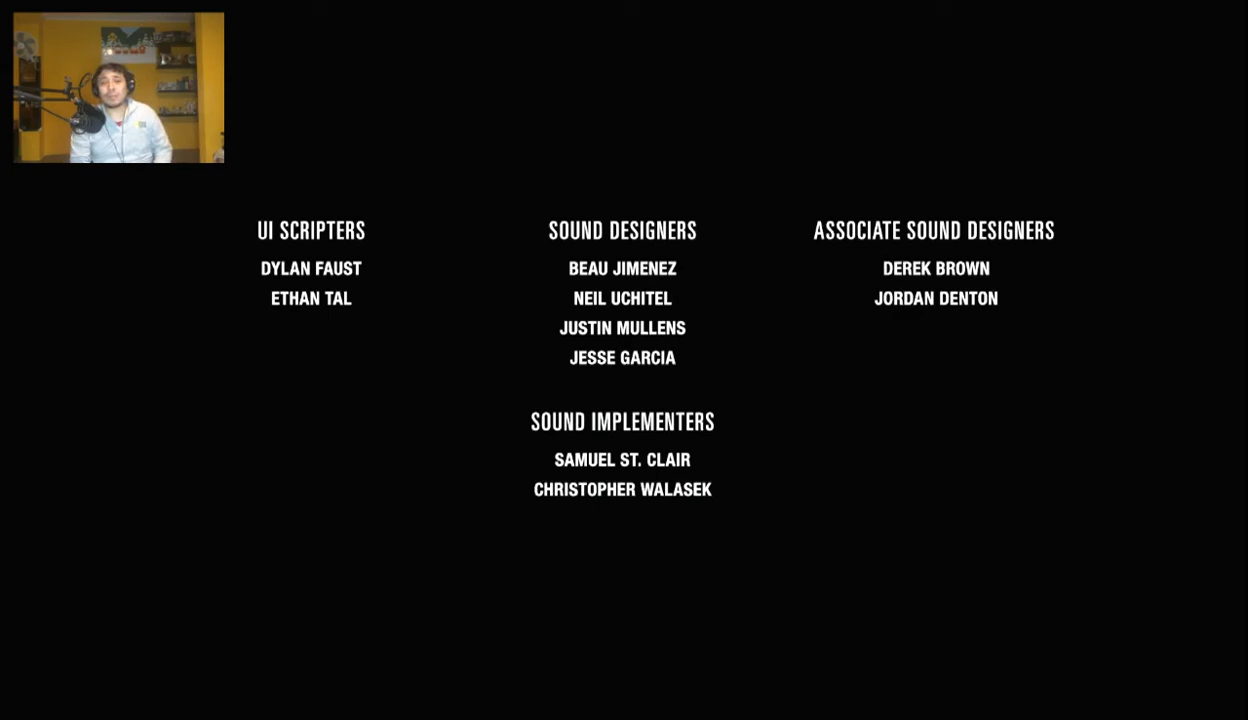 UI SCRIPTERS
DYLAN FAUST
ETHAN TAL
SOUND DESIGNERS
BEAU JIMENEZ
NEIL UCHITEL
JUSTIN MULLENS
JESSE GARCIA
ASSOCIATE SOUND DESIGNERS
DEREK BROWN
JORDAN DENTON
SOUND IMPLEMENTERS
SAMUEL ST. CLAIR
CHRISTOPHER WALASEK